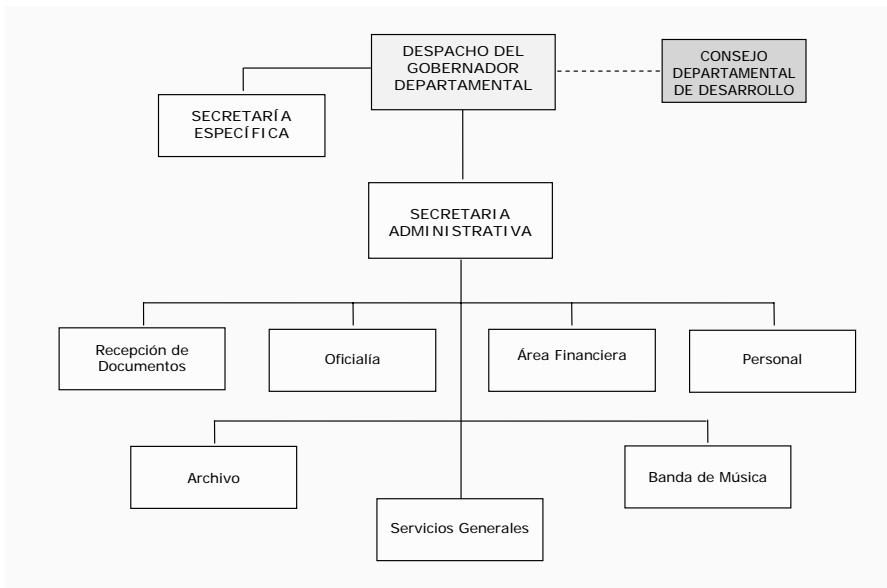 DESPACHO DEL
GOBERNADOR
DEPARTAMENTAL
CONSEJO
DEPARTAMENTAL
DE DESARROLLO
SECRETARÍA
ESPECÍFICA
SECRETARIA
ADMINISTRATIVA
Recepción de
Documentos
Oficialía
Área Financiera
Personal
Archivo
Banda de Música
Servicios Generales